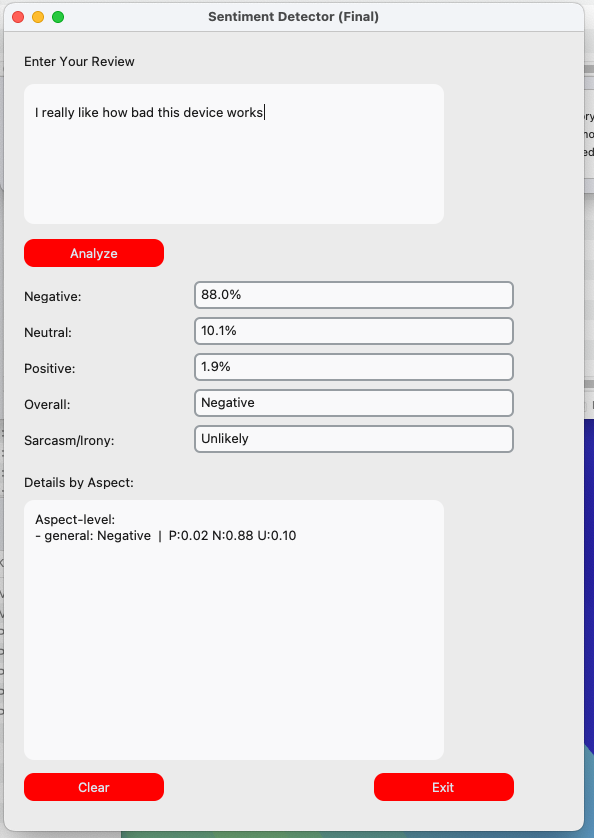 Sentiment Detector (Final)
Enter Your Review
I really like how bad this device works
Analyze
Negative: 88.0%
Neutral: 10.1%
Positive: 1.9%
Overall: Negative
Sarcasm/Irony: Unlikely
Details by Aspect:
Aspect-level:
- general: Negative | P:0.02 N:0.88 U:0.10
Clear Exit